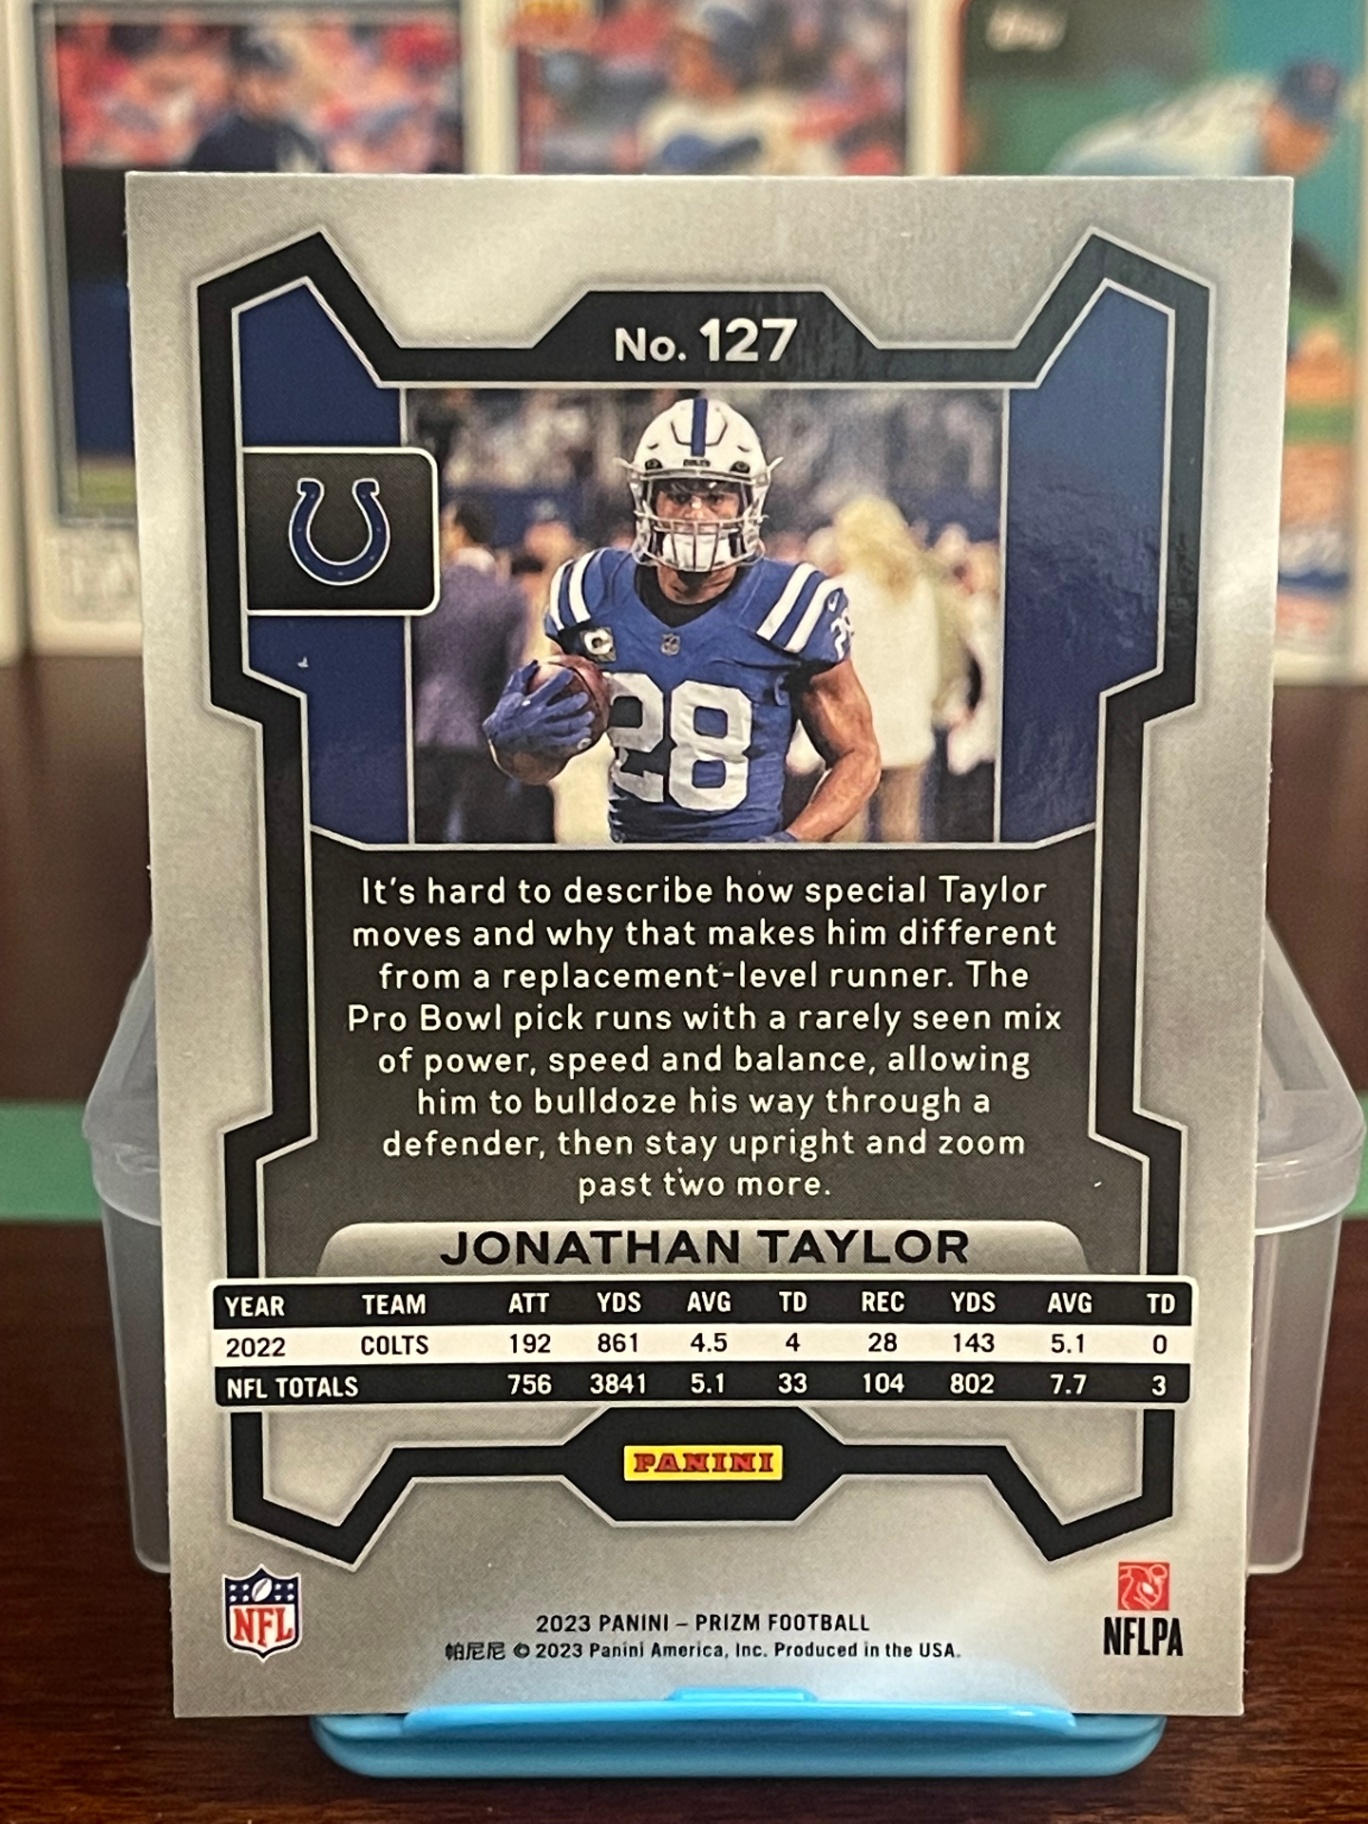 No. 127
28
It's hard to describe how special Taylor
moves and why that makes him different
from a replacement-level runner. The
Pro Bowl pick runs with a rarely seen mix
of power, speed and balance, allowing
him to bulldoze his way through a
defender, then stay upright and zoom
past two more.
JONATHAN TAYLOR
YEAR TEAM ATT YDS AVG TD REC YDS AVG TD
2022 COLTS 192 861 4.5 4 28 143 5.1 0
NFL TOTALS 756 3841 5.1 33 104 802 7.7 3
PANINI
NFL
2023 PANINI – PRIZM FOOTBALL
帕尼尼 © 2023 Panini America, Inc. Produced in the USA.
NFLPA